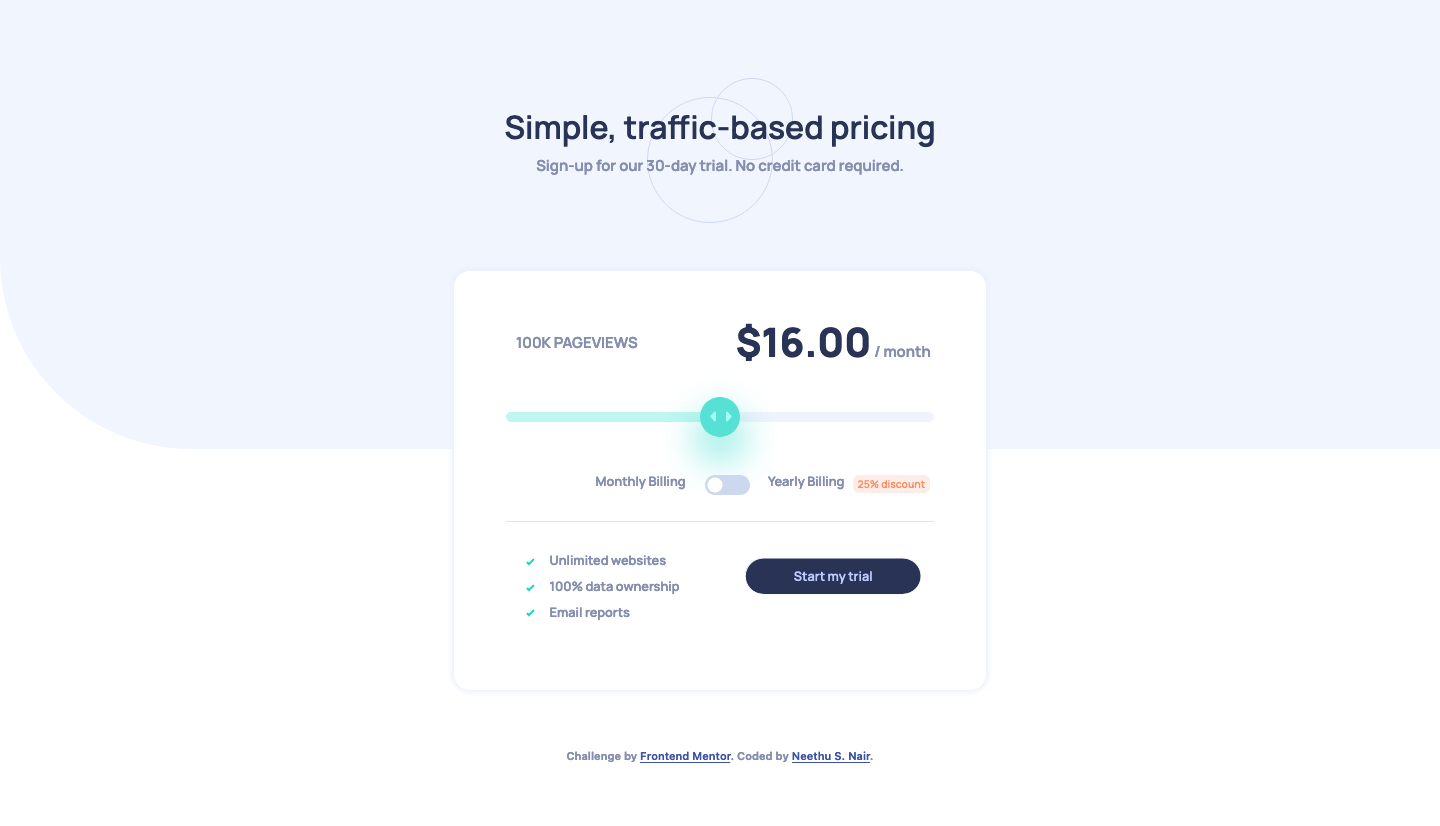 Simple, traffic-based pricing
Sign-up for our 30-day trial. No credit card required.
100K PAGEVIEWS
$16.00 / month
Monthly Billing
Yearly Billing
25% discount
Unlimited websites
100% data ownership
Email reports
Start my trial
Challenge by Frontend Mentor. Coded by Neethu S. Nair.